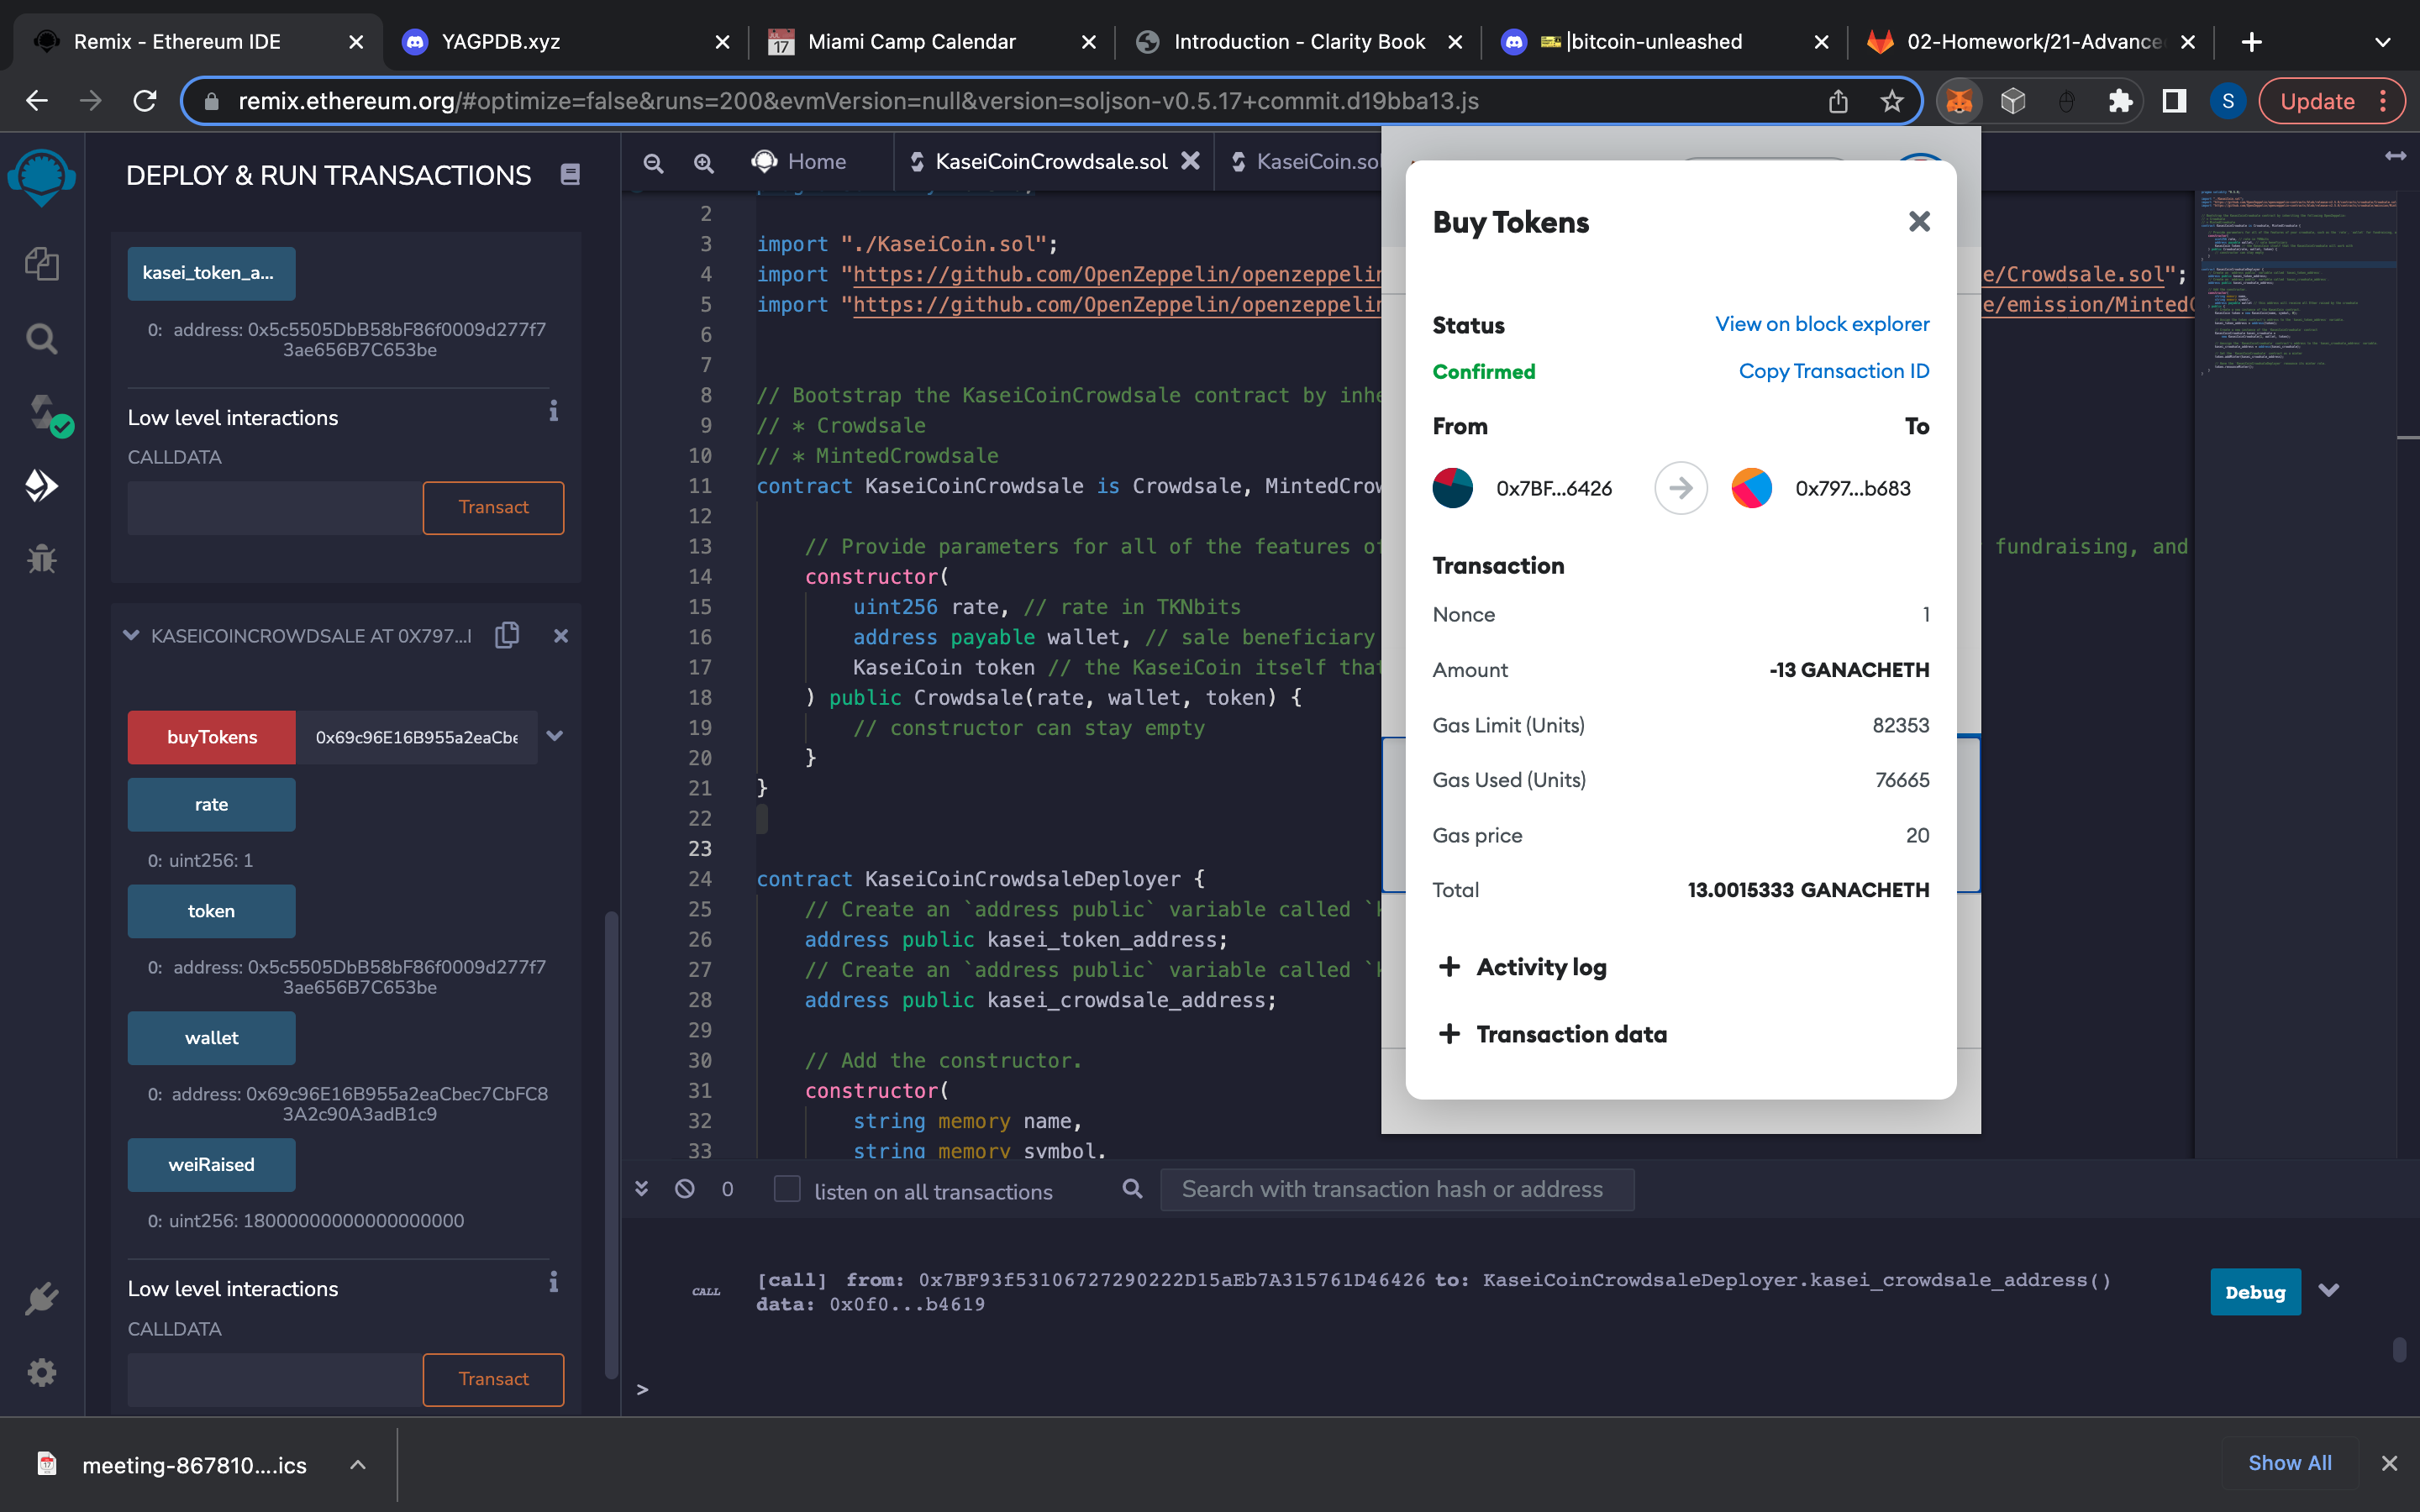 Remix - Ethereum IDE
YAGPDB.xyz
17
Miami Camp Calendar
Introduction - Clarity Book
|bitcoin-unleashed
02-Homework/21-Advance
remix.ethereum.org/#optimize=false&runs=200&evmVersion=null&version=soljson-v0.5.17+commit.d19bba13.js
S
Update
DEPLOY & RUN TRANSACTIONS
kasei_token_a...
0: address: 0x5c5505DbB58bF86f0009d277f7
3ae656B7C653be
Low level interactions
CALLDATA
Transact
KASEICOINCROWDSALE AT 0X797...
buyTokens
0x69c96E16B955a2eaCbe
rate
0: uint256: 1
token
0: address: 0x5c5505DbB58bF86f0009d277f7
3ae656B7C653be
wallet
0: address: 0x69c96E16B955a2eaCbec7CbFC8
3A2c90A3adB1c9
weiRaised
0: uint256: 18000000000000000000
Low level interactions
CALLDATA
Transact
Home
KaseiCoinCrowdsale.sol
KaseiCoin.sol
2
3 import "./KaseiCoin.sol";
4 import "https://github.com/OpenZeppelin/openzeppelin e/Crowdsale.sol";
5 import "https://github.com/OpenZeppelin/openzeppelin e/emission/MintedC
6
7
8 // Bootstrap the KaseiCoinCrowdsale contract by inhe
9 // * Crowdsale
10 // * MintedCrowdsale
11 contract KaseiCoinCrowdsale is Crowdsale, MintedCrow
12
13 // Provide parameters for all of the features of fundraising, and
14 constructor(
15 uint256 rate, // rate in TKNbits
16 address payable wallet, // sale beneficiary
17 KaseiCoin token // the KaseiCoin itself that
18 ) public Crowdsale(rate, wallet, token) {
19 // constructor can stay empty
20 }
21 }
22
23
24 contract KaseiCoinCrowdsaleDeployer {
25 // Create an `address public` variable called `k
26 address public kasei_token_address;
27 // Create an `address public` variable called `k
28 address public kasei_crowdsale_address;
29
30 // Add the constructor.
31 constructor(
32 string memory name,
33 string memory symbol,
Buy Tokens
Status
View on block explorer
Confirmed
Copy Transaction ID
From
To
0x7BF...6426
0x797...b683
Transaction
Nonce 1
Amount -13 GANACHETH
Gas Limit (Units) 82353
Gas Used (Units) 76665
Gas price 20
Total 13.0015333 GANACHETH
+ Activity log
+ Transaction data
0
listen on all transactions
Search with transaction hash or address
CALL
[call] from: 0x7BF93f53106727290222D15aEb7A315761D46426 to: KaseiCoinCrowdsaleDeployer.kasei_crowdsale_address()
data: 0x0f0...b4619
Debug
>
meeting-867810....ics
Show All